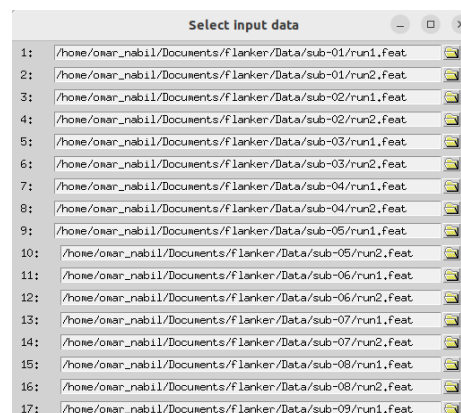 Select input data
1: /home/omar_nabil/Documents/flanker/Data/sub-01/run1.feat
2: /home/omar_nabil/Documents/flanker/Data/sub-01/run2.feat
3: /home/omar_nabil/Documents/flanker/Data/sub-02/run1.feat
4: /home/omar_nabil/Documents/flanker/Data/sub-02/run2.feat
5: /home/omar_nabil/Documents/flanker/Data/sub-03/run1.feat
6: /home/omar_nabil/Documents/flanker/Data/sub-03/run2.feat
7: /home/omar_nabil/Documents/flanker/Data/sub-04/run1.feat
8: /home/omar_nabil/Documents/flanker/Data/sub-04/run2.feat
9: /home/omar_nabil/Documents/flanker/Data/sub-05/run1.feat
10: /home/omar_nabil/Documents/flanker/Data/sub-05/run2.feat
11: /home/omar_nabil/Documents/flanker/Data/sub-06/run1.feat
12: /home/omar_nabil/Documents/flanker/Data/sub-06/run2.feat
13: /home/omar_nabil/Documents/flanker/Data/sub-07/run1.feat
14: /home/omar_nabil/Documents/flanker/Data/sub-07/run2.feat
15: /home/omar_nabil/Documents/flanker/Data/sub-08/run1.feat
16: /home/omar_nabil/Documents/flanker/Data/sub-08/run2.feat
17: /home/omar_nabil/Documents/flanker/Data/sub-09/run1.feat